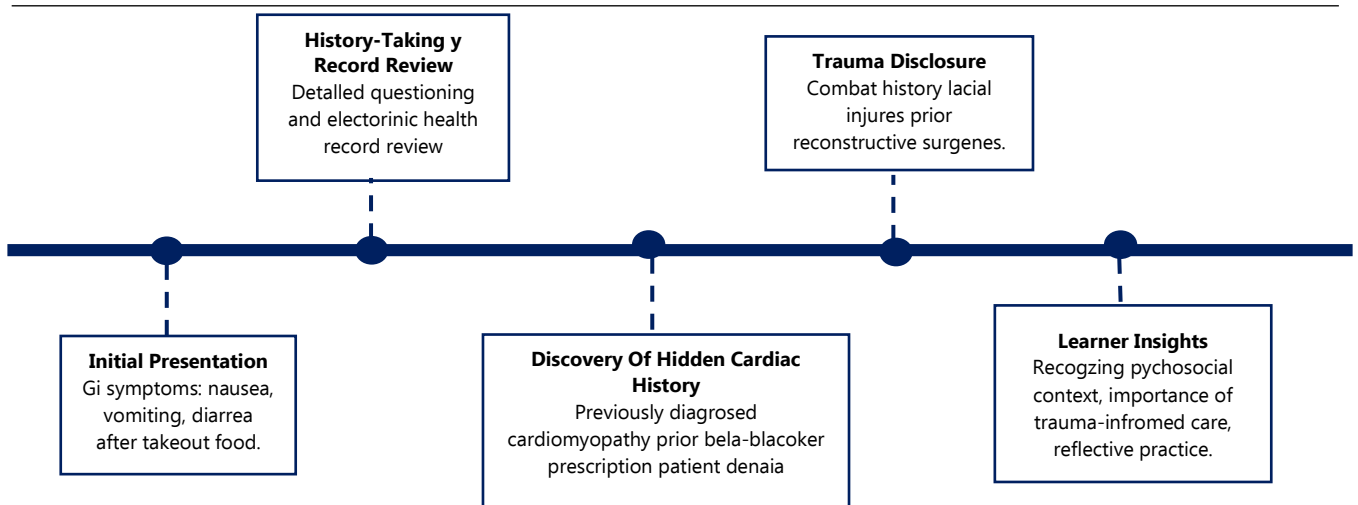 Initial Presentation
Gi symptoms: nausea,
vomiting, diarrea
after takeout food.
History-Taking y
Record Review
Detalled questioning
and electorinic health
record review
Discovery Of Hidden Cardiac
History
Previously diagrosed
cardiomyopathy prior bela-blacoker
prescription patient denaia
Trauma Disclosure
Combat history lacial
injures prior
reconstructive surgenes.
Learner Insights
Recogzing pychosocial
context, importance of
trauma-infromed care,
reflective practice.